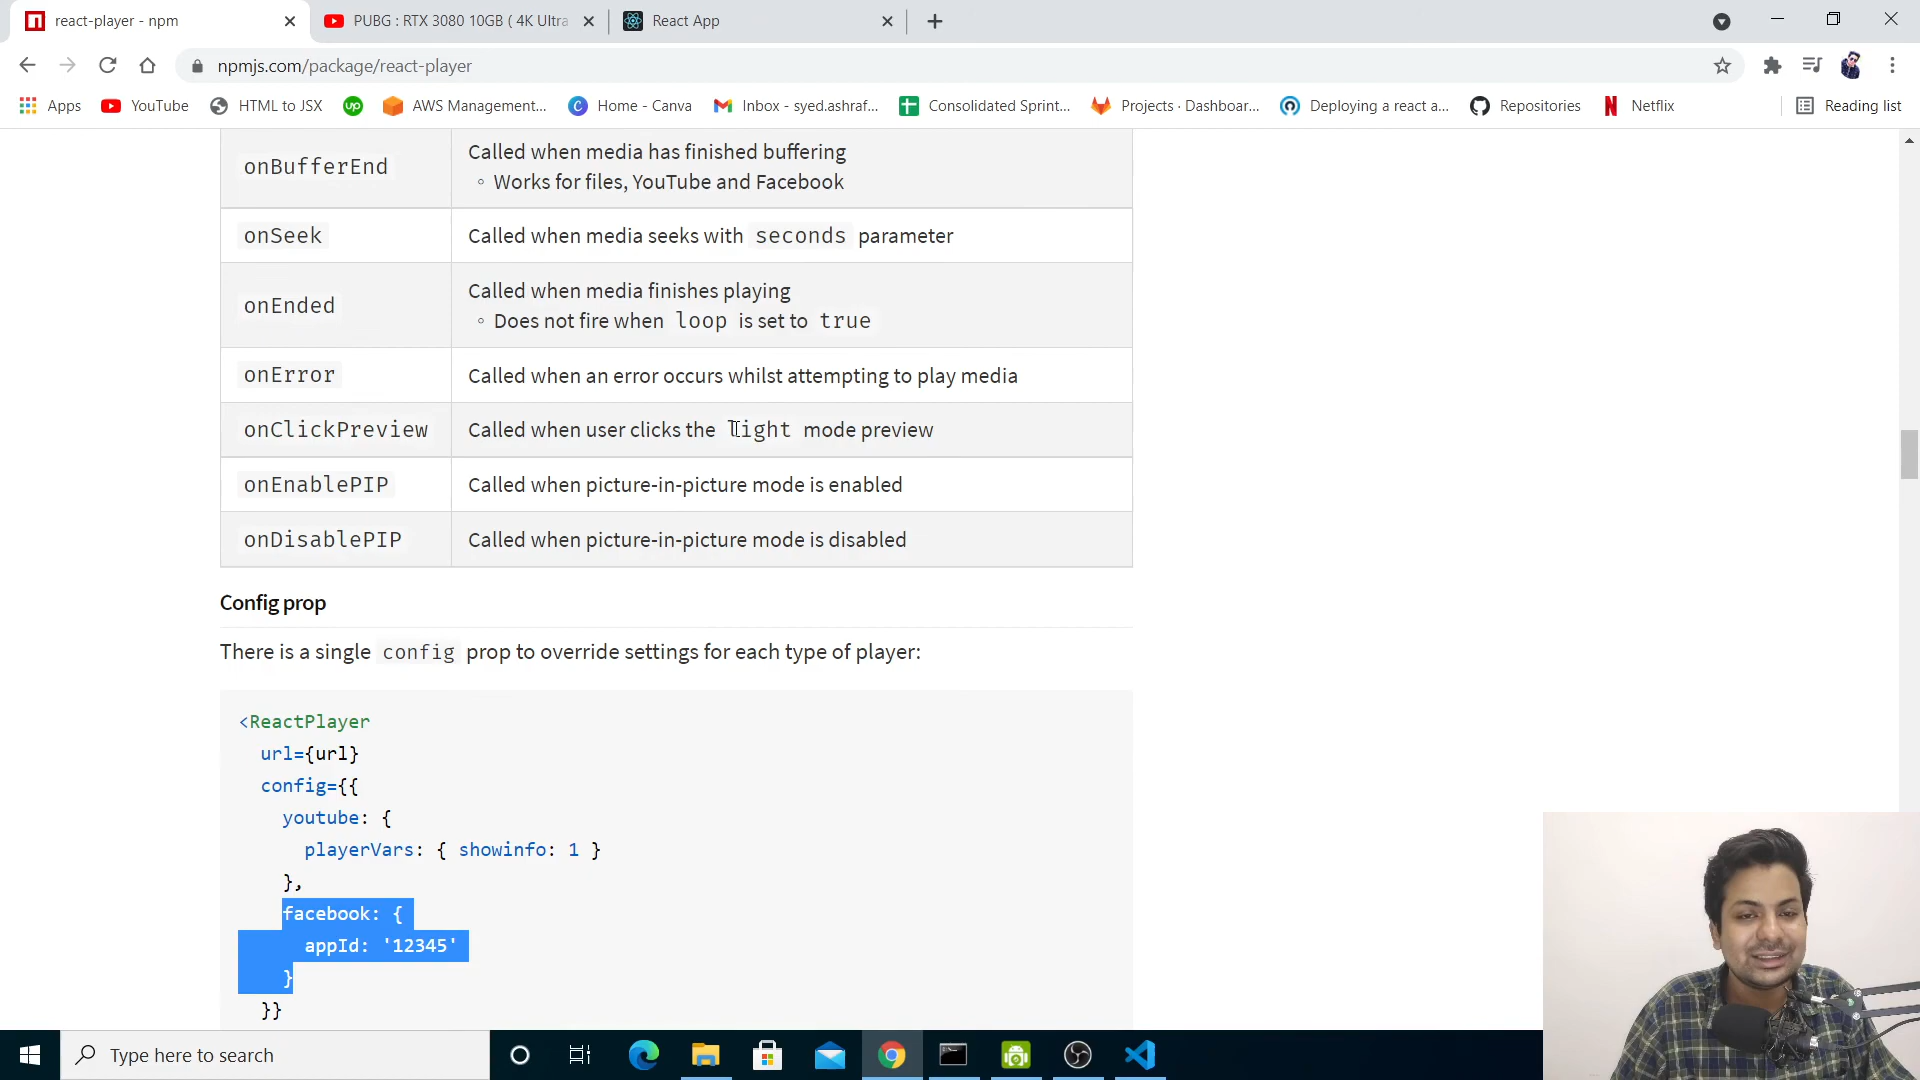 react-player - npm
PUBG : RTX 3080 10GB ( 4K Ultra
React App
npmjs.com/package/react-player
Apps
YouTube
HTML to JSX
up
AWS Management...
Home - Canva
Inbox - syed.ashraf...
Consolidated Sprint...
Projects · Dashboar...
Deploying a react a...
Repositories
Netflix
Reading list
onBufferEnd
Called when media has finished buffering
◦ Works for files, YouTube and Facebook
onSeek
Called when media seeks with seconds parameter
onEnded
Called when media finishes playing
◦ Does not fire when loop is set to true
onError
Called when an error occurs whilst attempting to play media
onClickPreview
Called when user clicks the light mode preview
onEnablePIP
Called when picture-in-picture mode is enabled
onDisablePIP
Called when picture-in-picture mode is disabled
Config prop
There is a single config prop to override settings for each type of player:
<ReactPlayer
url={url}
config={{
youtube: {
playerVars: { showinfo: 1 }
},
facebook: {
appId: '12345'
}
}}
Type here to search